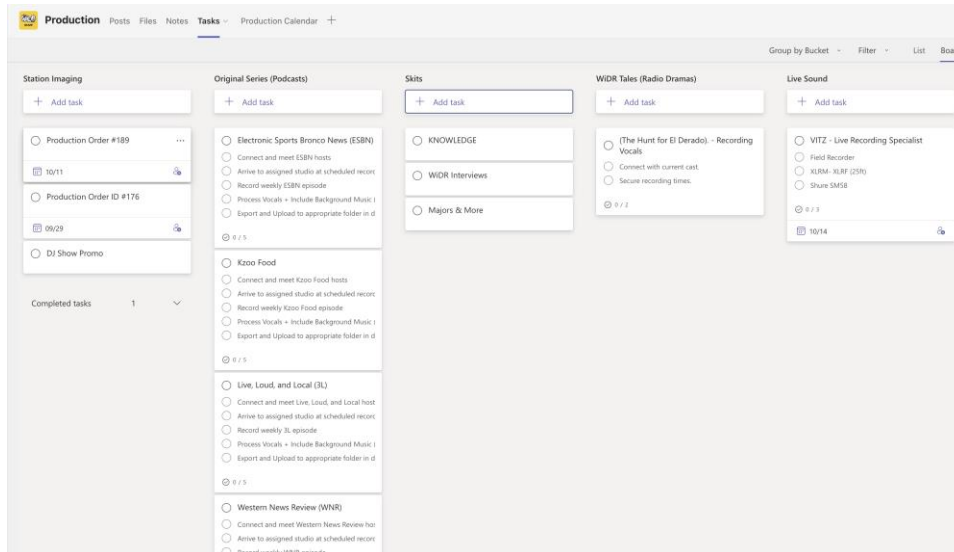 Production Posts Files Notes Tasks Production Calendar
Group by Bucket Filter List Boa
Station Imaging
Add task
Production Order #189
10/11
Production Order ID #176
09/29
DJ Show Promo
Completed tasks 1
Original Series (Podcasts)
Add task
Electronic Sports Bronco News (ESBN)
Connect and meet ESBN hosts
Arrive to assigned studio at scheduled record
Record weekly ESBN episode
Process Vocals + Include Background Music
Export and Upload to appropriate folder in d
0 / 5
Kzoo Food
Connect and meet Kzoo Food hosts
Arrive to assigned studio at scheduled record
Record weekly Kzoo Food episode
Process Vocals + Include Background Music
Export and Upload to appropriate folder in d
0 / 5
Live, Loud, and Local (3L)
Connect and meet Live, Loud, and Local host
Arrive to assigned studio at scheduled record
Record weekly 3L episode
Process Vocals + Include Background Music
Export and Upload to appropriate folder in d
0 / 5
Western News Review (WNR)
Connect and meet Western News Review hos
Arrive to assigned studio at scheduled record
Skits
Add task
KNOWLEDGE
WiDR Interviews
Majors & More
WiDR Tales (Radio Dramas)
Add task
(The Hunt for El Derado). - Recording
Vocals
Connect with current cast
Secure recording times.
0 / 2
Live Sound
Add task
VITZ - Live Recording Specialist
Field Recorder
XLRM- XLRF (25ft)
Shure SM58
0 / 3
10/14